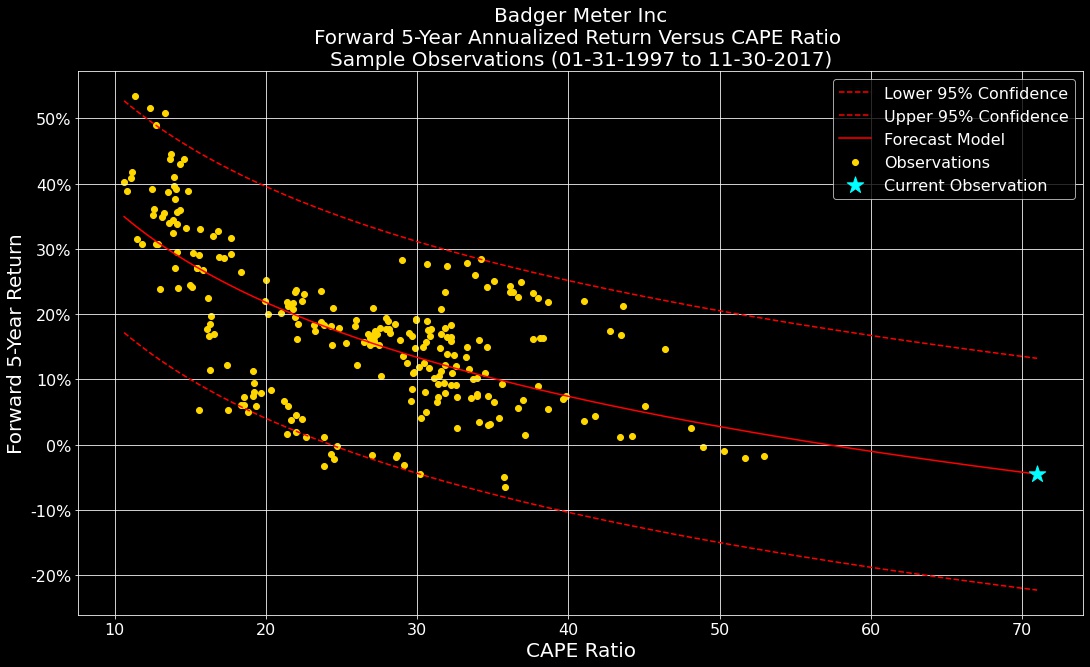 Badger Meter Inc
Forward 5-Year Annualized Return Versus CAPE Ratio
Sample Observations (01-31-1997 to 11-30-2017)
Lower 95% Confidence
Upper 95% Confidence
Forecast Model
Observations
Current Observation
Forward 5-Year Return
50%
40%
30%
20%
10%
0%
-10%
-20%
10 20 30 40 50 60 70
CAPE Ratio